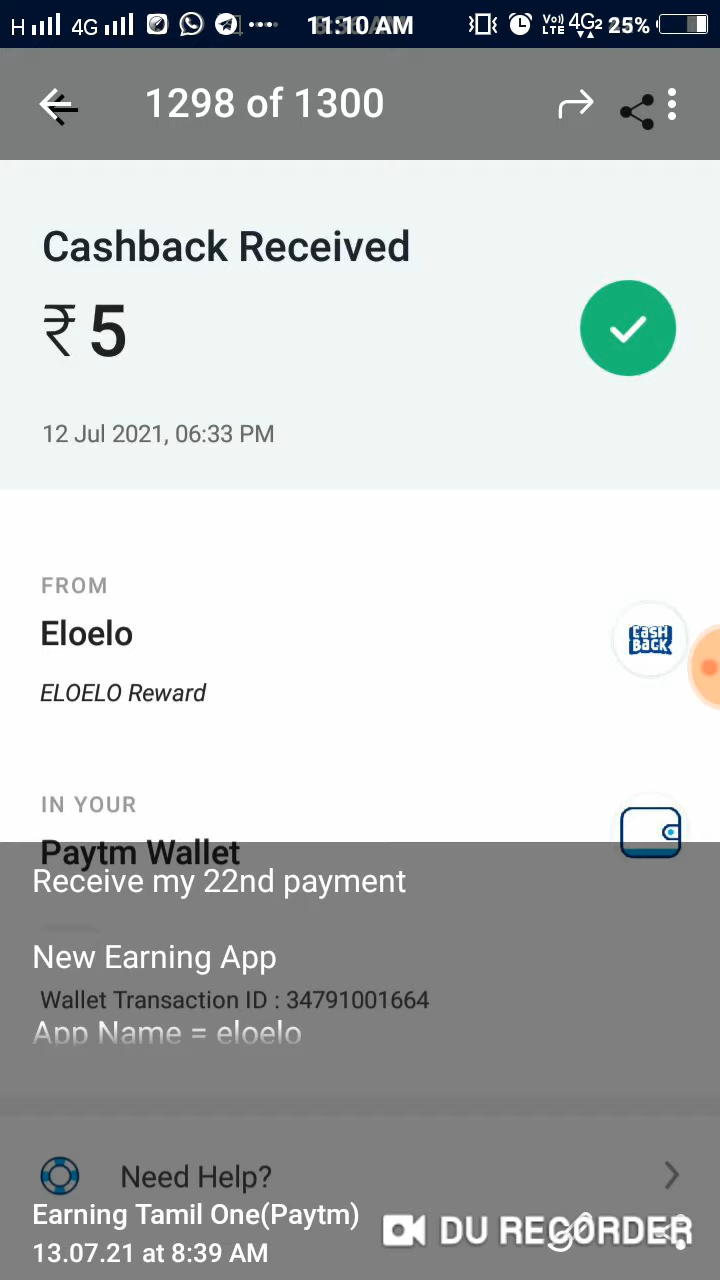 H 4G 11:10 AM Vo)) LTE 4G2 25%
1298 of 1300
Cashback Received
₹5
12 Jul 2021, 06:33 PM
FROM
Eloelo
CASH BACK
ELOELO Reward
IN YOUR
Paytm Wallet
Receive my 22nd payment
New Earning App
Wallet Transaction ID : 34791001664
App Name = eloelo
Need Help?
Earning Tamil One(Paytm)
DU RECORDER
13.07.21 at 8:39 AM